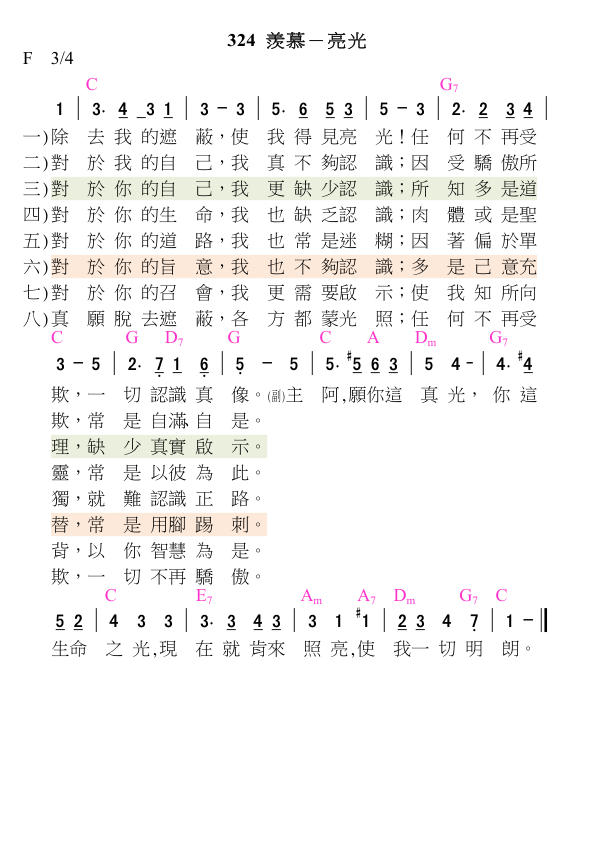 324 羨慕－亮光
F 3/4
C G7
1 | 3· 4 _3 1 | 3 － 3 | 5· 6 5 3 | 5 － 3 | 2· 2 3 4 |
一)除 去 我 的遮 蔽，使 我 得 見亮 光！任 何 不 再受
二)對 於 我 的自 己，我 真 不 夠認 識；因 受 驕 傲所
三)對 於 你 的自 己，我 更 缺 少認 識；所 知 多 是道
四)對 於 你 的生 命，我 也 缺 乏認 識；肉 體 或 是聖
五)對 於 你 的道 路，我 也 常 是迷 糊；因 著 偏 於單
六)對 於 你 的旨 意，我 也 不 夠認 識；多 是 己 意充
七)對 於 你 的召 會，我 更 需 要啟 示；使 我 知 所向
八)真 願 脫 去遮 蔽，各 方 都 蒙光 照；任 何 不 再受
C G D7 G C A Dm G7
3 － 5 | 2· 7 1 6 | 5 － 5 | 5· #5 6 3 | 5 4 - | 4· #4
欺，一 切 認識 真 像。(副)主 阿,願你這 真 光， 你 這
欺，常 是 自滿、自 是。
理，缺 少 真實 啟 示。
靈，常 是 以彼 為 此。
獨，就 難 認識 正 路。
替，常 是 用腳 踢 刺。
背，以 你 智慧 為 是。
欺，一 切 不再 驕 傲。
C E7 Am A7 Dm G7 C
5 2 | 4 3 3 | 3· 3 4 3 | 3 1 #1 | 2 3 4 7 | 1 － ‖
生命 之 光,現 在 就 肯來 照 亮,使 我一 切 明 朗。